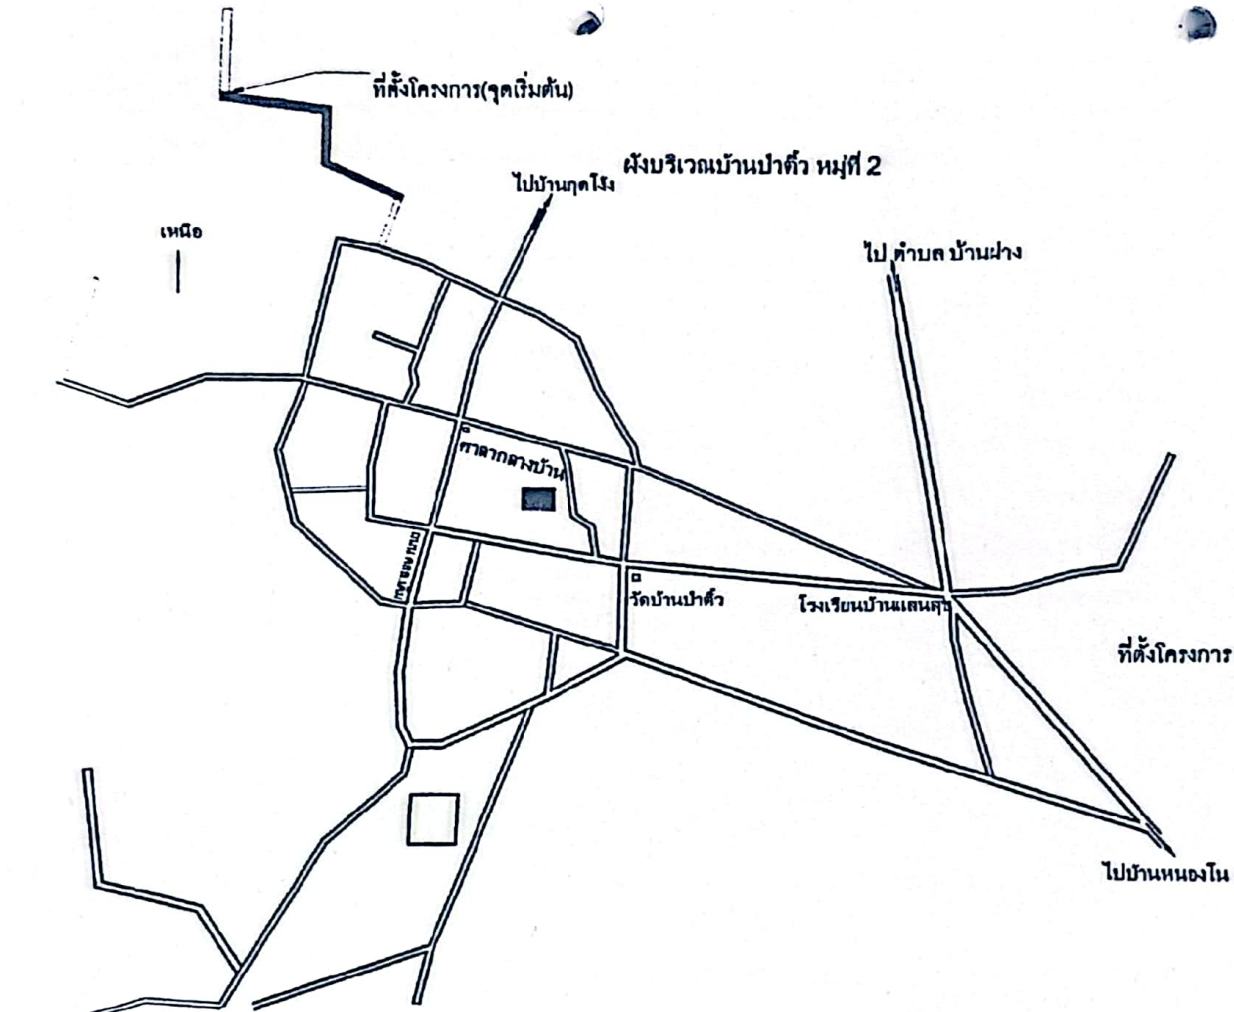 ที่ตั้งโครงการ(จุดเริ่มต้น)
ผังบริเวณบ้านป่าติ้ว หมู่ที่ 2
ไปบ้านกุดโง้ง
เหนือ
ไป ตำบล บ้านฝาง
ศาลากลางบ้าน
วัดบ้านป่าติ้ว
โรงเรียนบ้านแสนสุข
ที่ตั้งโครงการ
ไปบ้านหนองโน